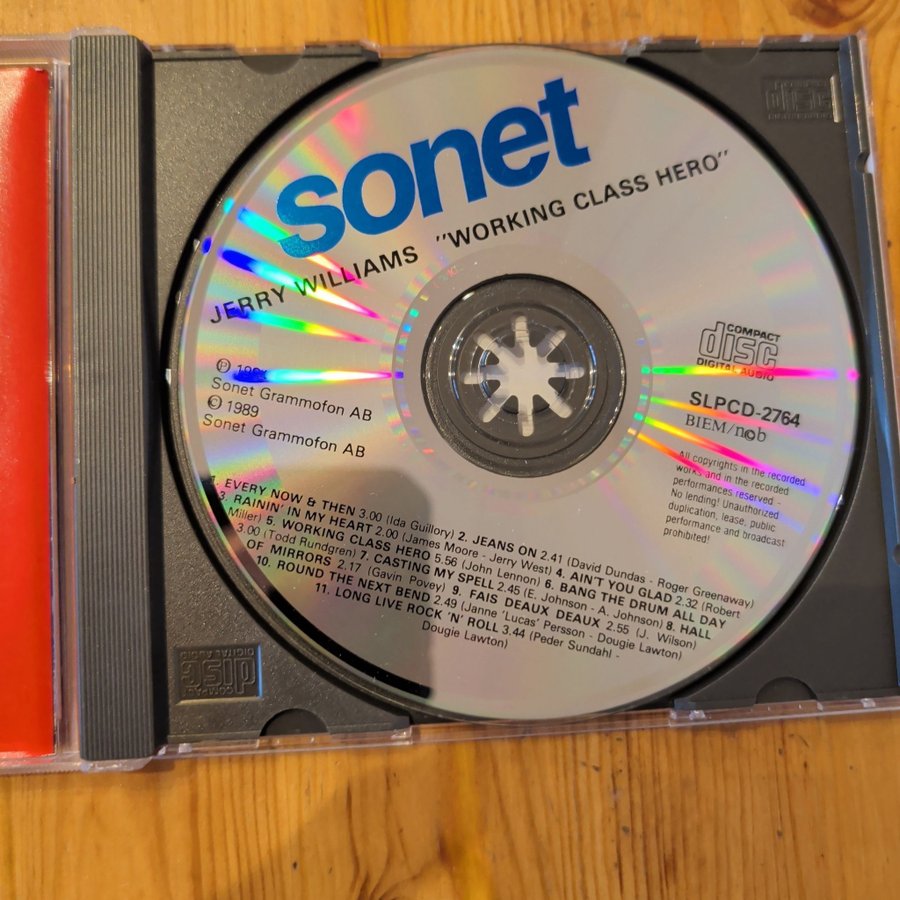 sonet
JERRY WILLIAMS "WORKING CLASS HERO"
COMPACT
disc
DIGITAL AUDIO
℗
Sonet Grammofon AB
© 1989
Sonet Grammofon AB
SLPCD-2764
BIEM/n©b
All copyrights in the recorded
works and in the recorded
performances reserved -
No lending! Unauthorized
duplication, lease, public
performance and broadcast
prohibited!
1. EVERY NOW & THEN 3.00 (Ida Guillory) 2. JEANS ON 2.41 (David Dundas - Roger Greenaway)
3. RAININ' IN MY HEART 2.00 (James Moore - Jerry West) 4. AIN'T YOU GLAD 2.32 (Robert
Miller) 5. WORKING CLASS HERO 5.56 (John Lennon) 6. BANG THE DRUM ALL DAY
3.00 (Todd Rundgren) 7. CASTING MY SPELL 2.45 (E. Johnson - A. Johnson) 8. HALL
OF MIRRORS 2.17 (Gavin Povey) 9. FAIS DEAUX DEAUX 2.55 (J. Wilson)
10. ROUND THE NEXT BEND 2.49 (Janne 'Lucas' Persson - Dougie Lawton)
11. LONG LIVE ROCK 'N' ROLL 3.44 (Peder Sundahl -
Dougie Lawton)
COMPACT
disc
DIGITAL AUDIO
disc